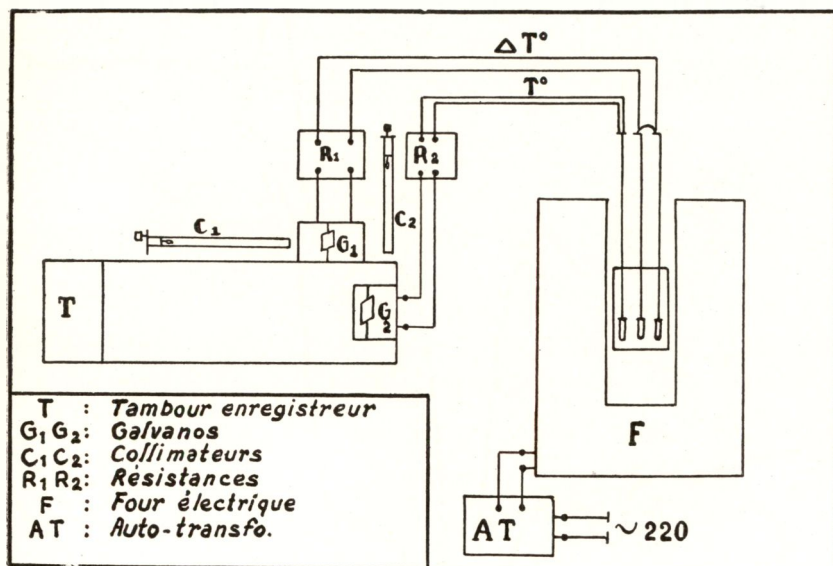 △ T°
T°
R1
R2
C1
C2
G1
G2
T
F
AT
~ 220
T : Tambour enregistreur
G1 G2: Galvanos
C1 C2: Collimateurs
R1 R2: Résistances
F : Four électrique
AT : Auto-transfo.